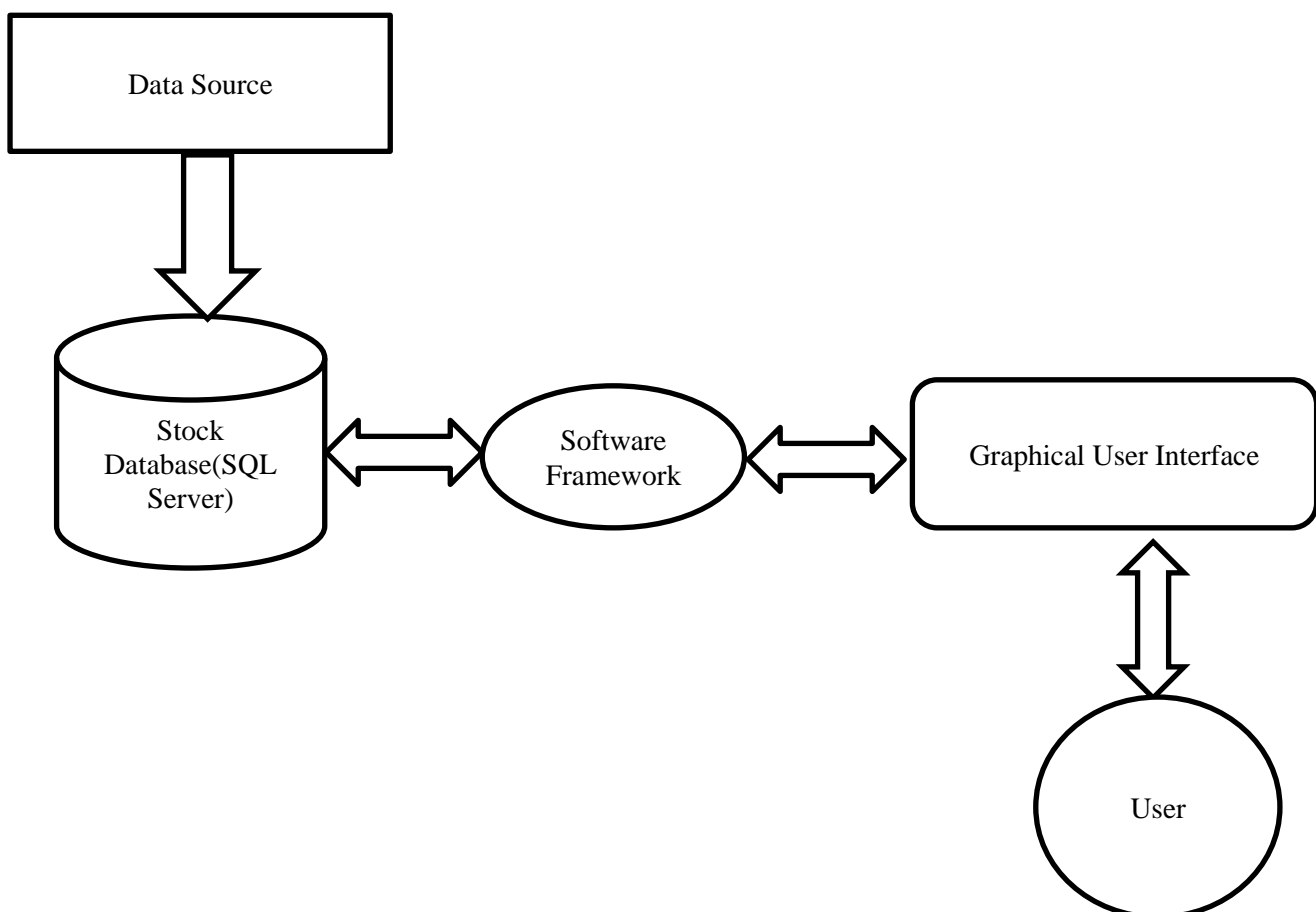 Data Source
Stock
Database(SQL
Server)
Software
Framework
Graphical User Interface
User